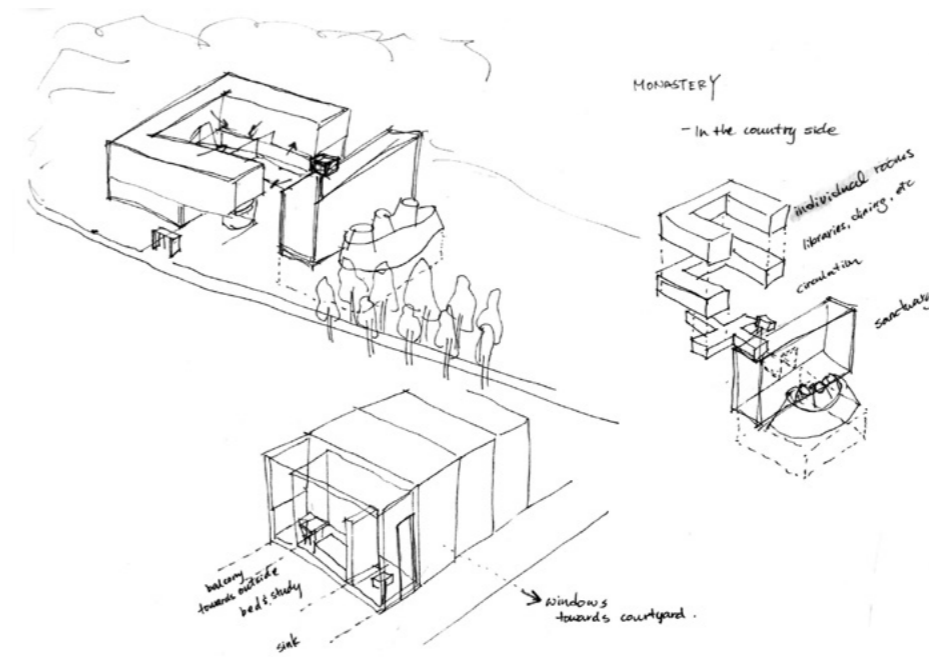 MONASTERY
- In the country side
individual rooms
libraries, dining, etc
circulation
sanctuary
balcony
towards outside
bed & study
sink
windows
towards courtyard.